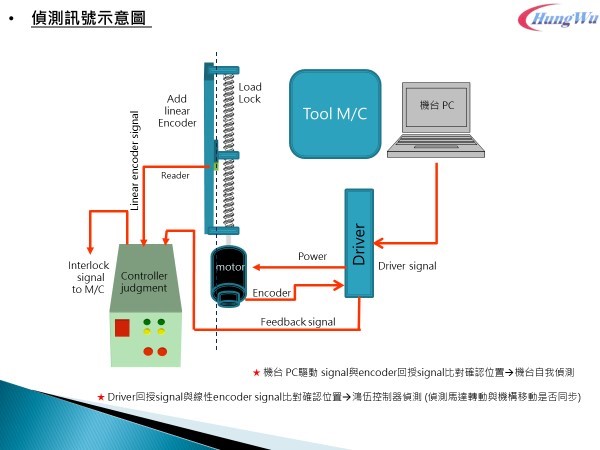 • 偵測訊號示意圖
HungWu
Add
linear
Encoder
Load
Lock
Tool M/C
機台 PC
Linear encoder signal
Reader
Driver
Interlock
signal
to M/C
Controller
judgment
motor
Power
Driver signal
Encoder
Feedback signal
★ 機台 PC驅動 signal與encoder回授signal比對確認位置→機台自我偵測
★ Driver回授signal與線性encoder signal比對確認位置→鴻伍控制器偵測 (偵測馬達轉動與機構移動是否同步)